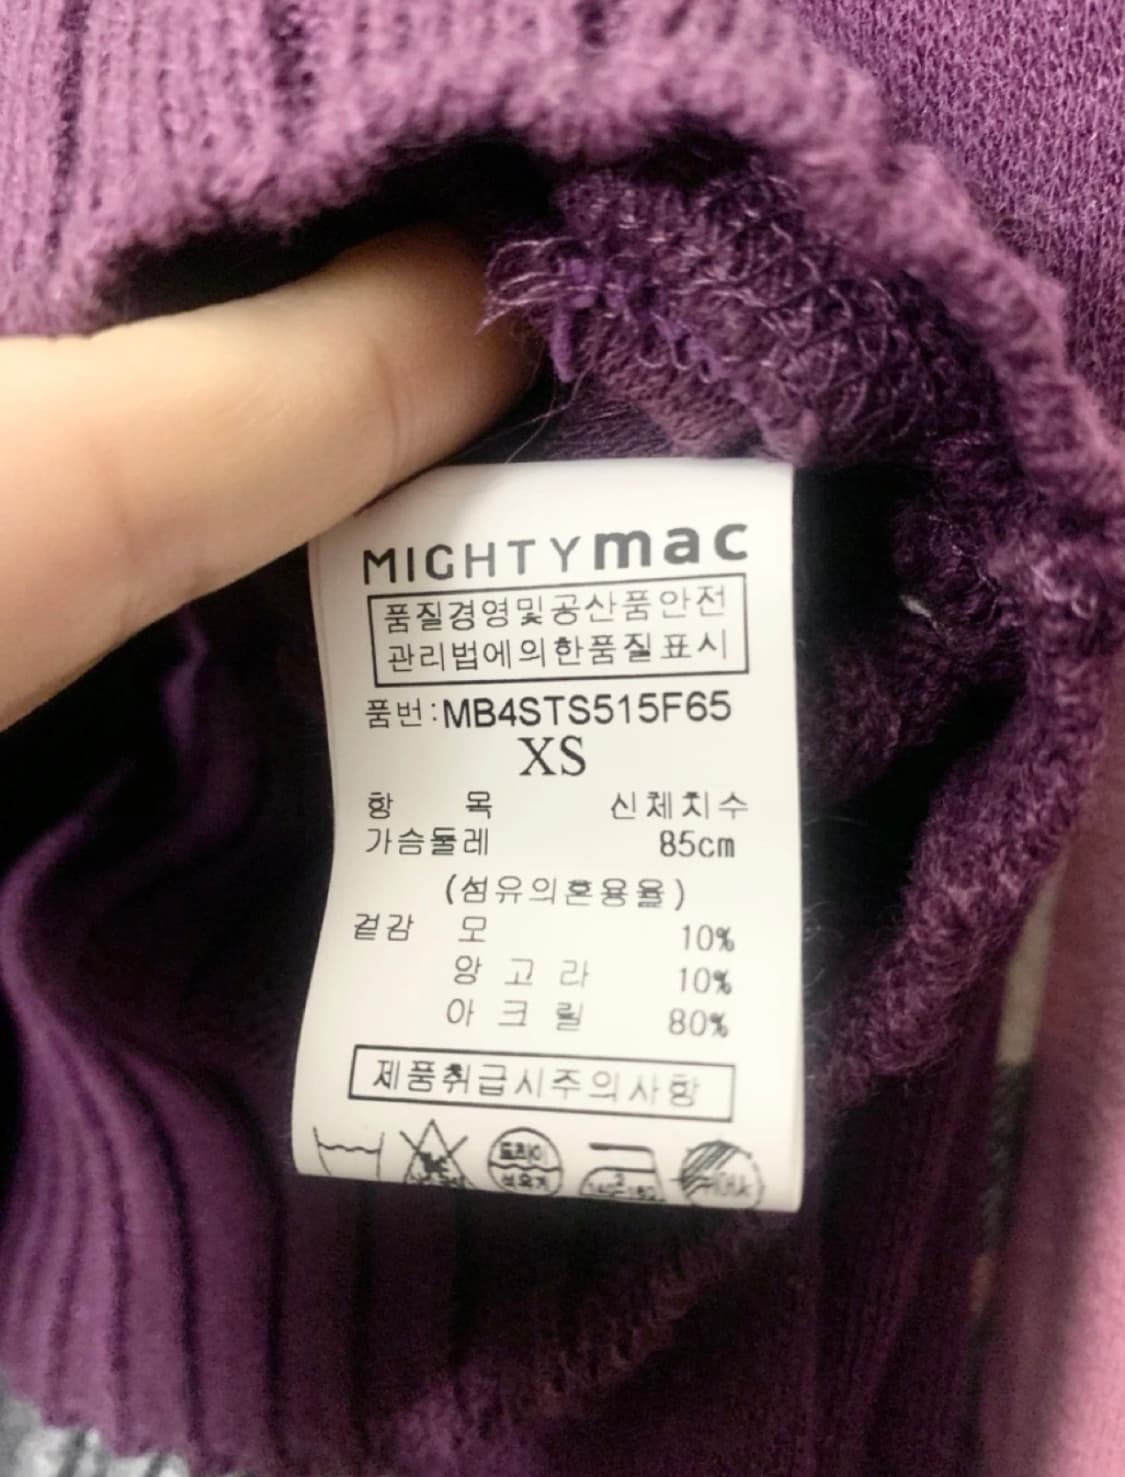 MIGHTYmac
품질경영및공산품안전
관리법에의한품질표시
품번:MB4STS515F65
XS
항 목 신체치수
가슴둘레 85cm
(섬유의혼용율)
겉감 모 10%
앙고라 10%
아크릴 80%
제품취급시주의사항
드라이